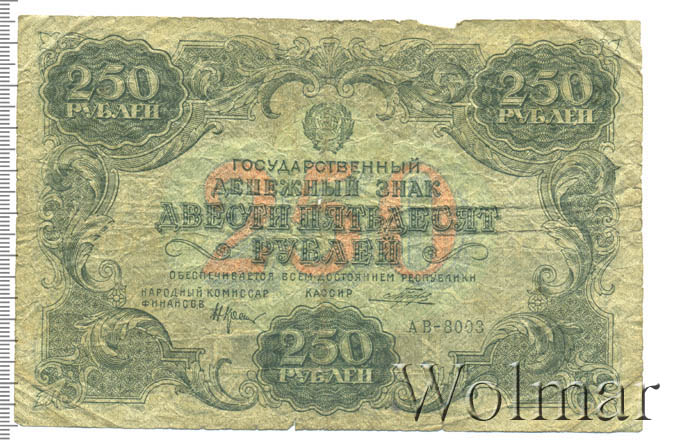 250
РУБЛЕЙ
250
РУБЛЕЙ
ГОСУДАРСТВЕННЫЙ
ДЕНЕЖНЫЙ ЗНАК
250
ДВЕСТИ ПЯТЬДЕСЯТ
РУБЛЕЙ
ОБЕСПЕЧИВАЕТСЯ ВСЕМ ДОСТОЯНИЕМ РЕСПУБЛИКИ
НАРОДНЫЙ КОМИССАР
ФИНАНСОВ
КАССИР
АВ-8003
250
РУБЛЕЙ
Wolmar